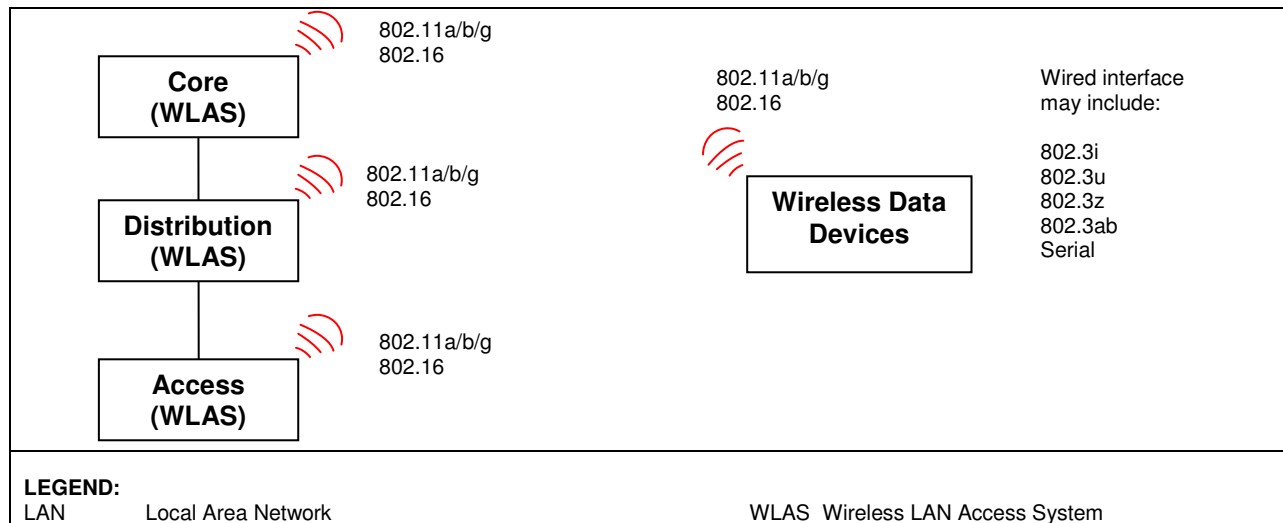 802.11a/b/g
802.16
Core
(WLAS)
802.11a/b/g
802.16
Distribution
(WLAS)
802.11a/b/g
802.16
Access
(WLAS)
802.11a/b/g
802.16
Wireless Data
Devices
Wired interface
may include:
802.3i
802.3u
802.3z
802.3ab
Serial
LEGEND:
LAN Local Area Network WLAS Wireless LAN Access System